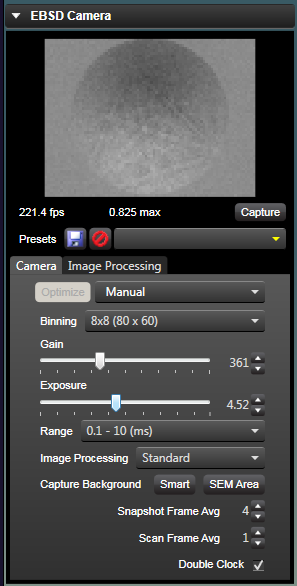 EBSD Camera
221.4 fps 0.825 max Capture
Presets
Camera Image Processing
Optimize Manual
Binning 8x8 (80 x 60)
Gain
361
Exposure
4.52
Range 0.1 - 10 (ms)
Image Processing Standard
Capture Background Smart SEM Area
Snapshot Frame Avg 4
Scan Frame Avg 1
Double Clock